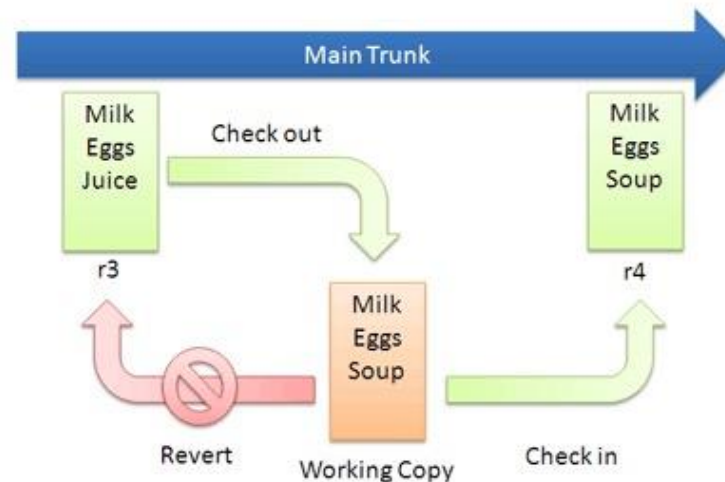 Main Trunk
Milk
Eggs
Juice
r3
Check out
Milk
Eggs
Soup
r4
Milk
Eggs
Soup
Working Copy
Revert
Check in